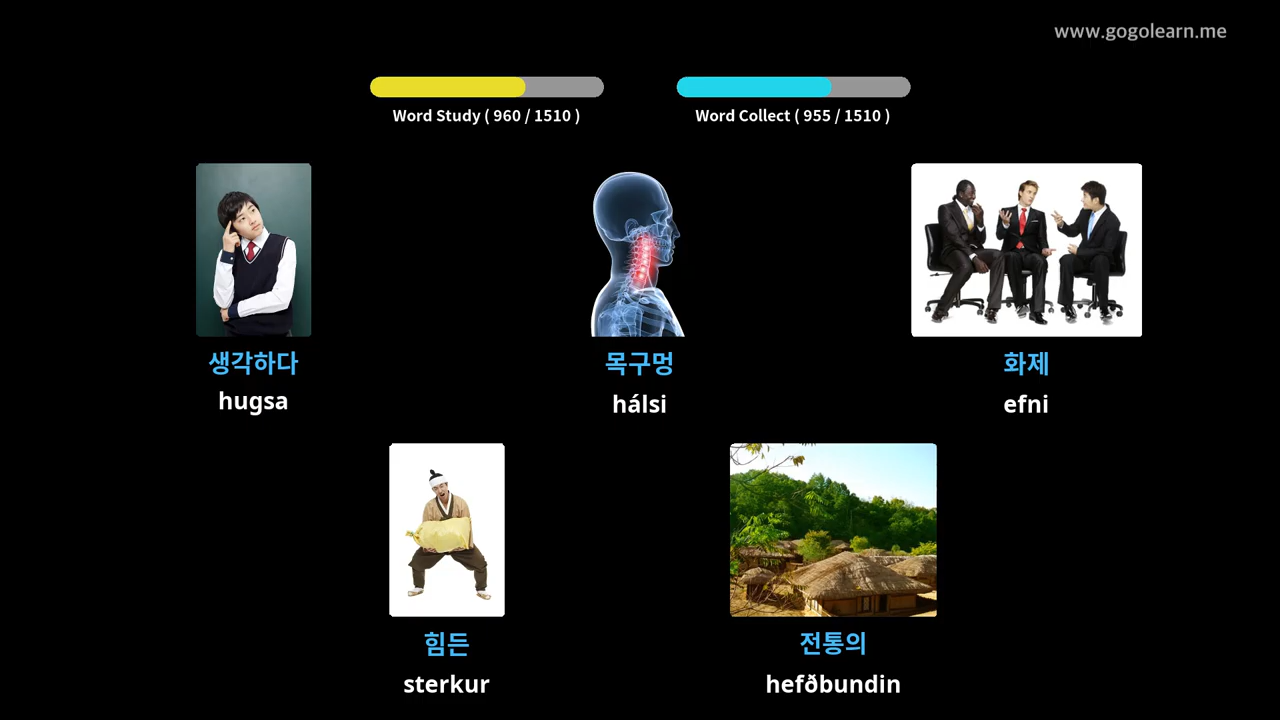 www.gogolearn.me
Word Study ( 960 / 1510 )
Word Collect ( 955 / 1510 )
생각하다
hugsa
목구멍
hálsi
화제
efni
힘든
sterkur
전통의
hefðbundin